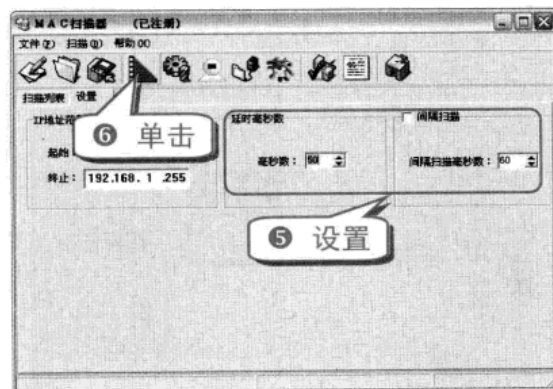 MAC扫描器 (已注册)
文件(F) 扫描(Q) 帮助(X)
扫描列表 设置
IP地址范
延时毫秒数
间隔扫描
❻ 单击
起始
毫秒数： 50
间隔扫描毫秒数： 60
终止： 192.168. 1 .255
❺ 设置